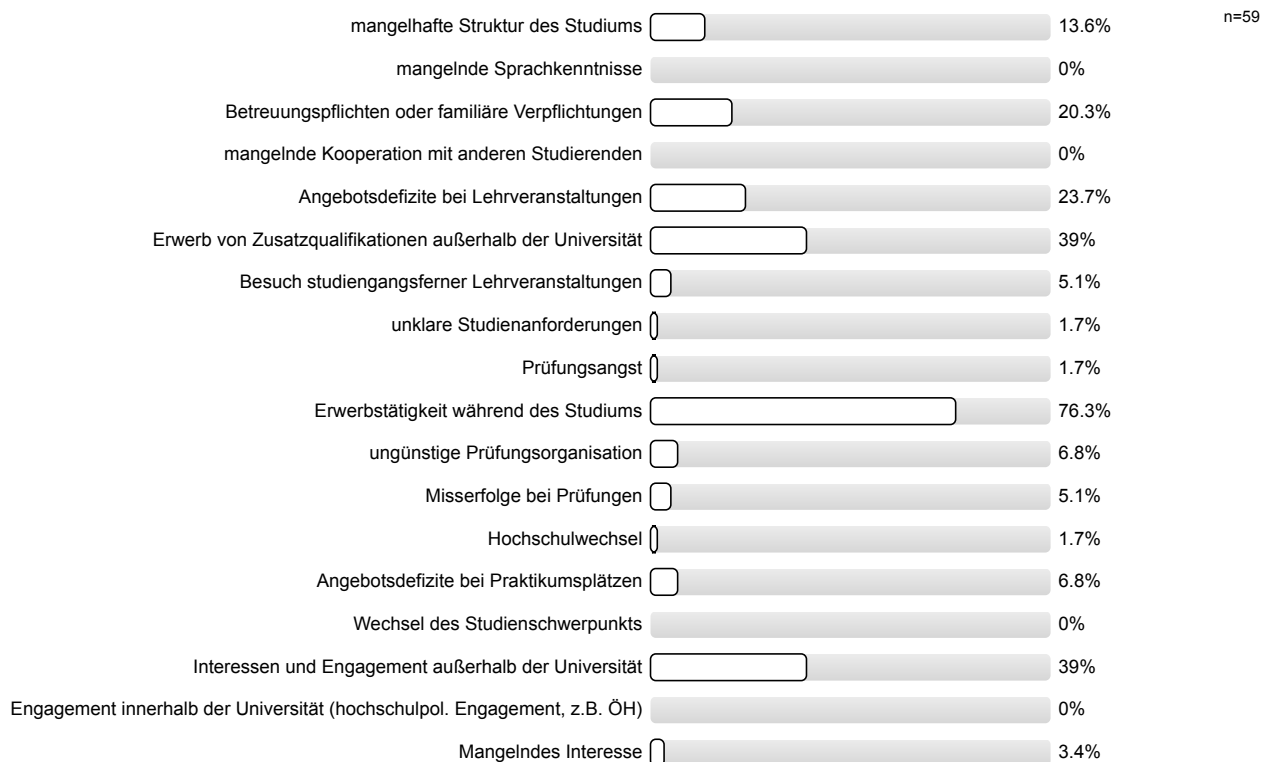 mangelhafte Struktur des Studiums 13.6% n=59
mangelnde Sprachkenntnisse 0%
Betreuungspflichten oder familiäre Verpflichtungen 20.3%
mangelnde Kooperation mit anderen Studierenden 0%
Angebotsdefizite bei Lehrveranstaltungen 23.7%
Erwerb von Zusatzqualifikationen außerhalb der Universität 39%
Besuch studiengangsferner Lehrveranstaltungen 5.1%
unklare Studienanforderungen 1.7%
Prüfungsangst 1.7%
Erwerbstätigkeit während des Studiums 76.3%
ungünstige Prüfungsorganisation 6.8%
Misserfolge bei Prüfungen 5.1%
Hochschulwechsel 1.7%
Angebotsdefizite bei Praktikumsplätzen 6.8%
Wechsel des Studienschwerpunkts 0%
Interessen und Engagement außerhalb der Universität 39%
Engagement innerhalb der Universität (hochschulpol. Engagement, z.B. ÖH) 0%
Mangelndes Interesse 3.4%